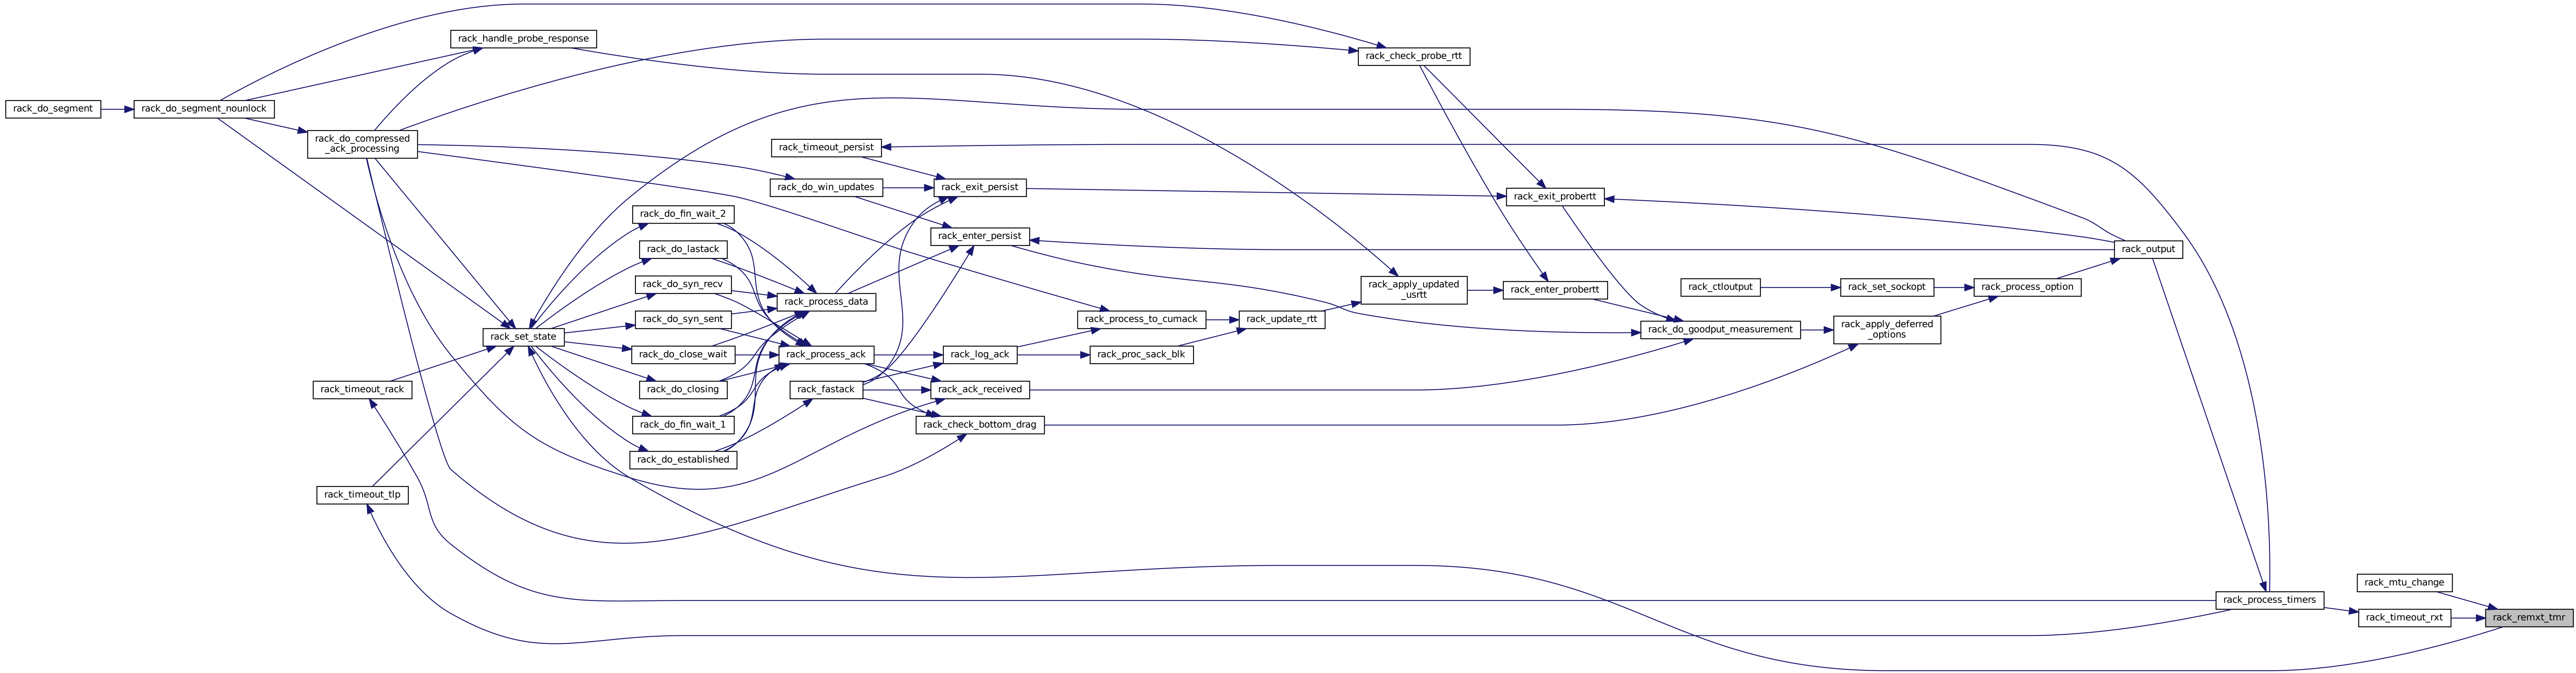 rack_handle_probe_response
rack_check_probe_rtt
rack_do_segment
rack_do_segment_nounlock
rack_do_compressed
_ack_processing
rack_timeout_persist
rack_do_win_updates
rack_exit_persist
rack_exit_probertt
rack_do_fin_wait_2
rack_enter_persist
rack_do_lastack
rack_output
rack_do_syn_recv
rack_process_data
rack_apply_updated
_usrtt
rack_enter_probertt
rack_ctloutput
rack_set_sockopt
rack_process_option
rack_do_syn_sent
rack_process_to_cumack
rack_update_rtt
rack_do_goodput_measurement
rack_apply_deferred
_options
rack_set_state
rack_do_close_wait
rack_process_ack
rack_log_ack
rack_proc_sack_blk
rack_timeout_rack
rack_do_closing
rack_fastack
rack_ack_received
rack_do_fin_wait_1
rack_check_bottom_drag
rack_do_established
rack_timeout_tlp
rack_mtu_change
rack_process_timers
rack_timeout_rxt
rack_remxt_tmr